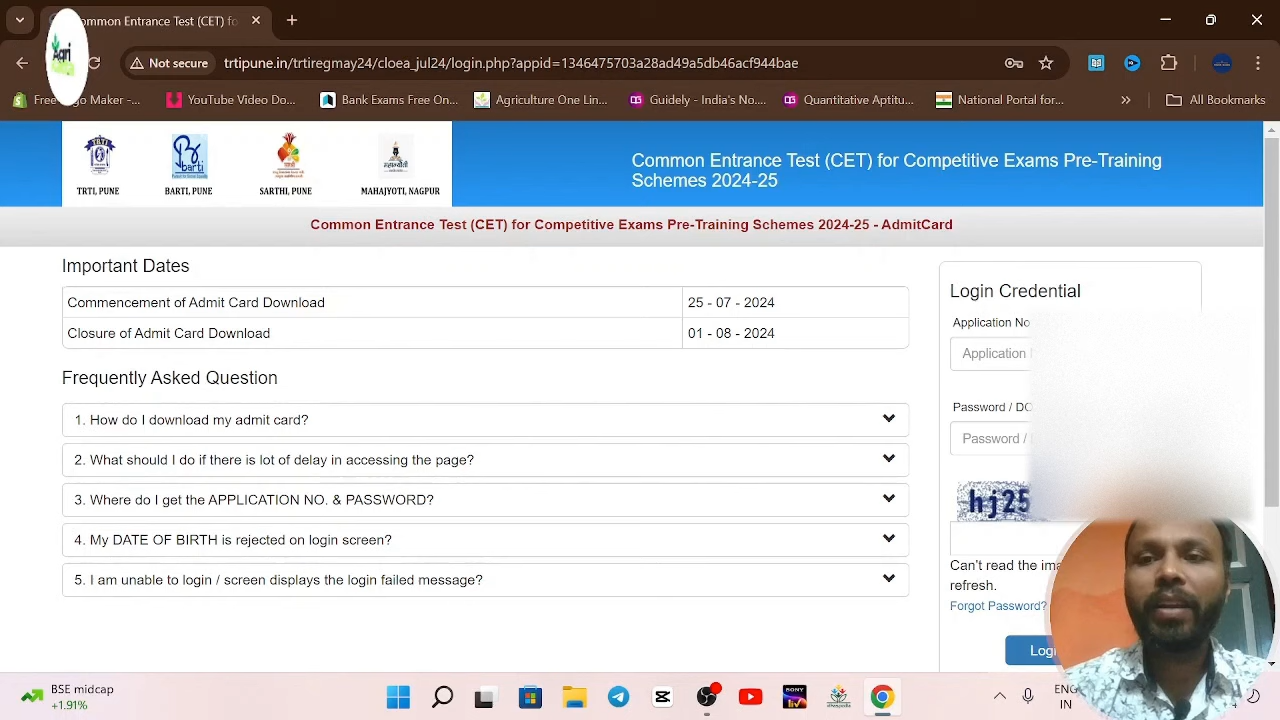 ommon Entrance Test (CET) fo
Agri
Not secure
trtipune.in/trtiregmay24/cloea_jul24/login.php?appid=1346475703a28ad49a5db46acf944bae
Free
go Maker -...
YouTube Video Do...
Bank Exams Free On...
Agriculture One Lin...
Guidely - India's No....
Quantitative Aptitu...
National Portal for...
All Bookmarks
TRTI, PUNE
BARTI, PUNE
SARTHI, PUNE
MAHAJYOTI, NAGPUR
Common Entrance Test (CET) for Competitive Exams Pre-Training
Schemes 2024-25
Common Entrance Test (CET) for Competitive Exams Pre-Training Schemes 2024-25 - AdmitCard
Important Dates
Commencement of Admit Card Download 25 - 07 - 2024
Closure of Admit Card Download 01 - 08 - 2024
Frequently Asked Question
1. How do I download my admit card?
2. What should I do if there is lot of delay in accessing the page?
3. Where do I get the APPLICATION NO. & PASSWORD?
4. My DATE OF BIRTH is rejected on login screen?
5. I am unable to login / screen displays the login failed message?
Login Credential
Application No
Application
Password / DO
Password /
hj25
Can't read the ima
refresh.
Forgot Password?
Logi
BSE midcap
+1.91%
ENG
IN